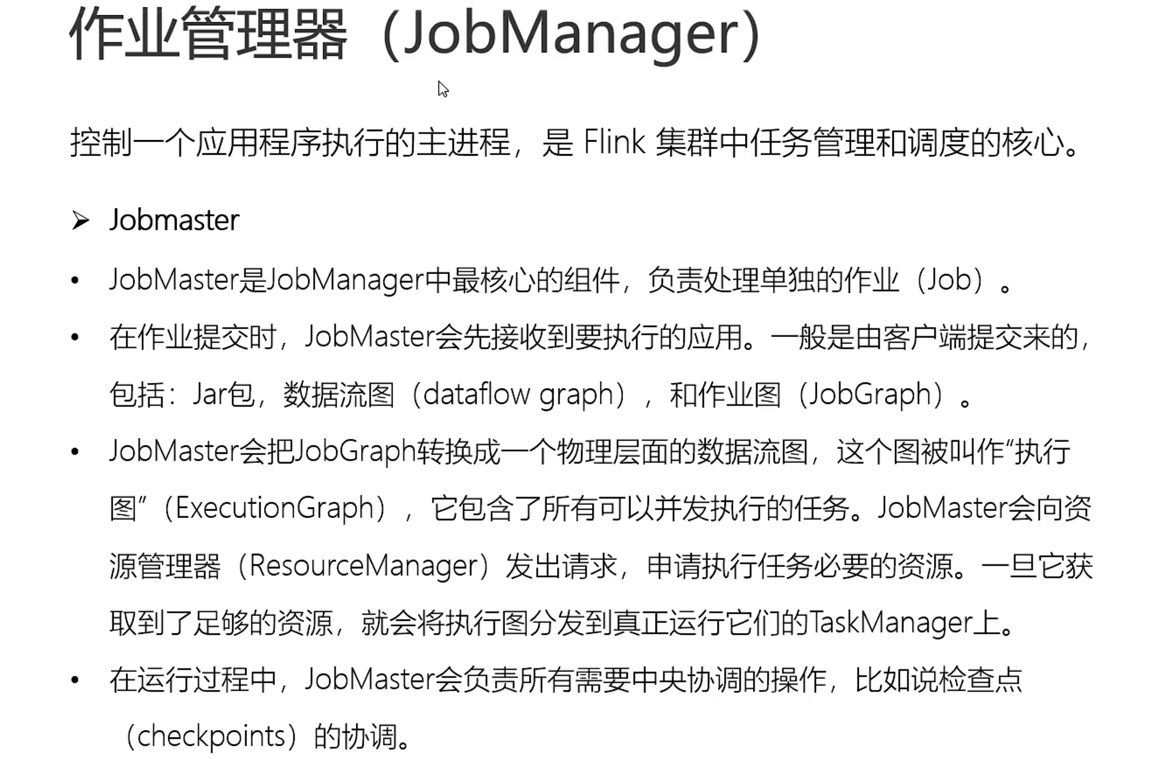 作业管理器（JobManager）
控制一个应用程序执行的主进程，是 Flink 集群中任务管理和调度的核心。
➢ Jobmaster
• JobMaster是JobManager中最核心的组件，负责处理单独的作业（Job）。
• 在作业提交时，JobMaster会先接收到要执行的应用。一般是由客户端提交来的，
包括：Jar包，数据流图（dataflow graph），和作业图（JobGraph）。
• JobMaster会把JobGraph转换成一个物理层面的数据流图，这个图被叫作“执行
图”（ExecutionGraph），它包含了所有可以并发执行的任务。JobMaster会向资
源管理器（ResourceManager）发出请求，申请执行任务必要的资源。一旦它获
取到了足够的资源，就会将执行图分发到真正运行它们的TaskManager上。
• 在运行过程中，JobMaster会负责所有需要中央协调的操作，比如说检查点
（checkpoints）的协调。